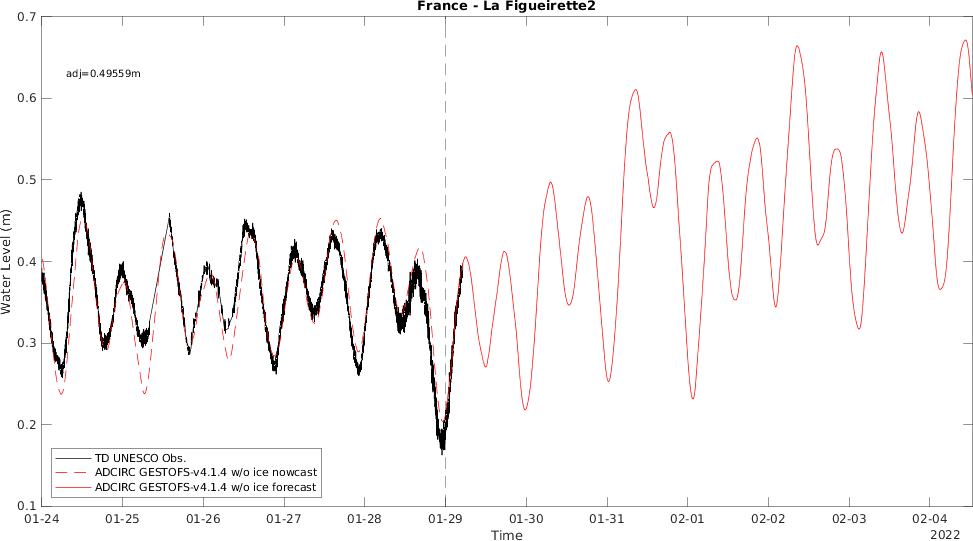 France - La Figueirette2
adj=0.49559m
Water Level (m)
0.7
0.6
0.5
0.4
0.3
0.2
0.1
TD UNESCO Obs.
ADCIRC GESTOFS-v4.1.4 w/o ice nowcast
ADCIRC GESTOFS-v4.1.4 w/o ice forecast
01-24 01-25 01-26 01-27 01-28 01-29 01-30 01-31 02-01 02-02 02-03 02-04
Time
2022